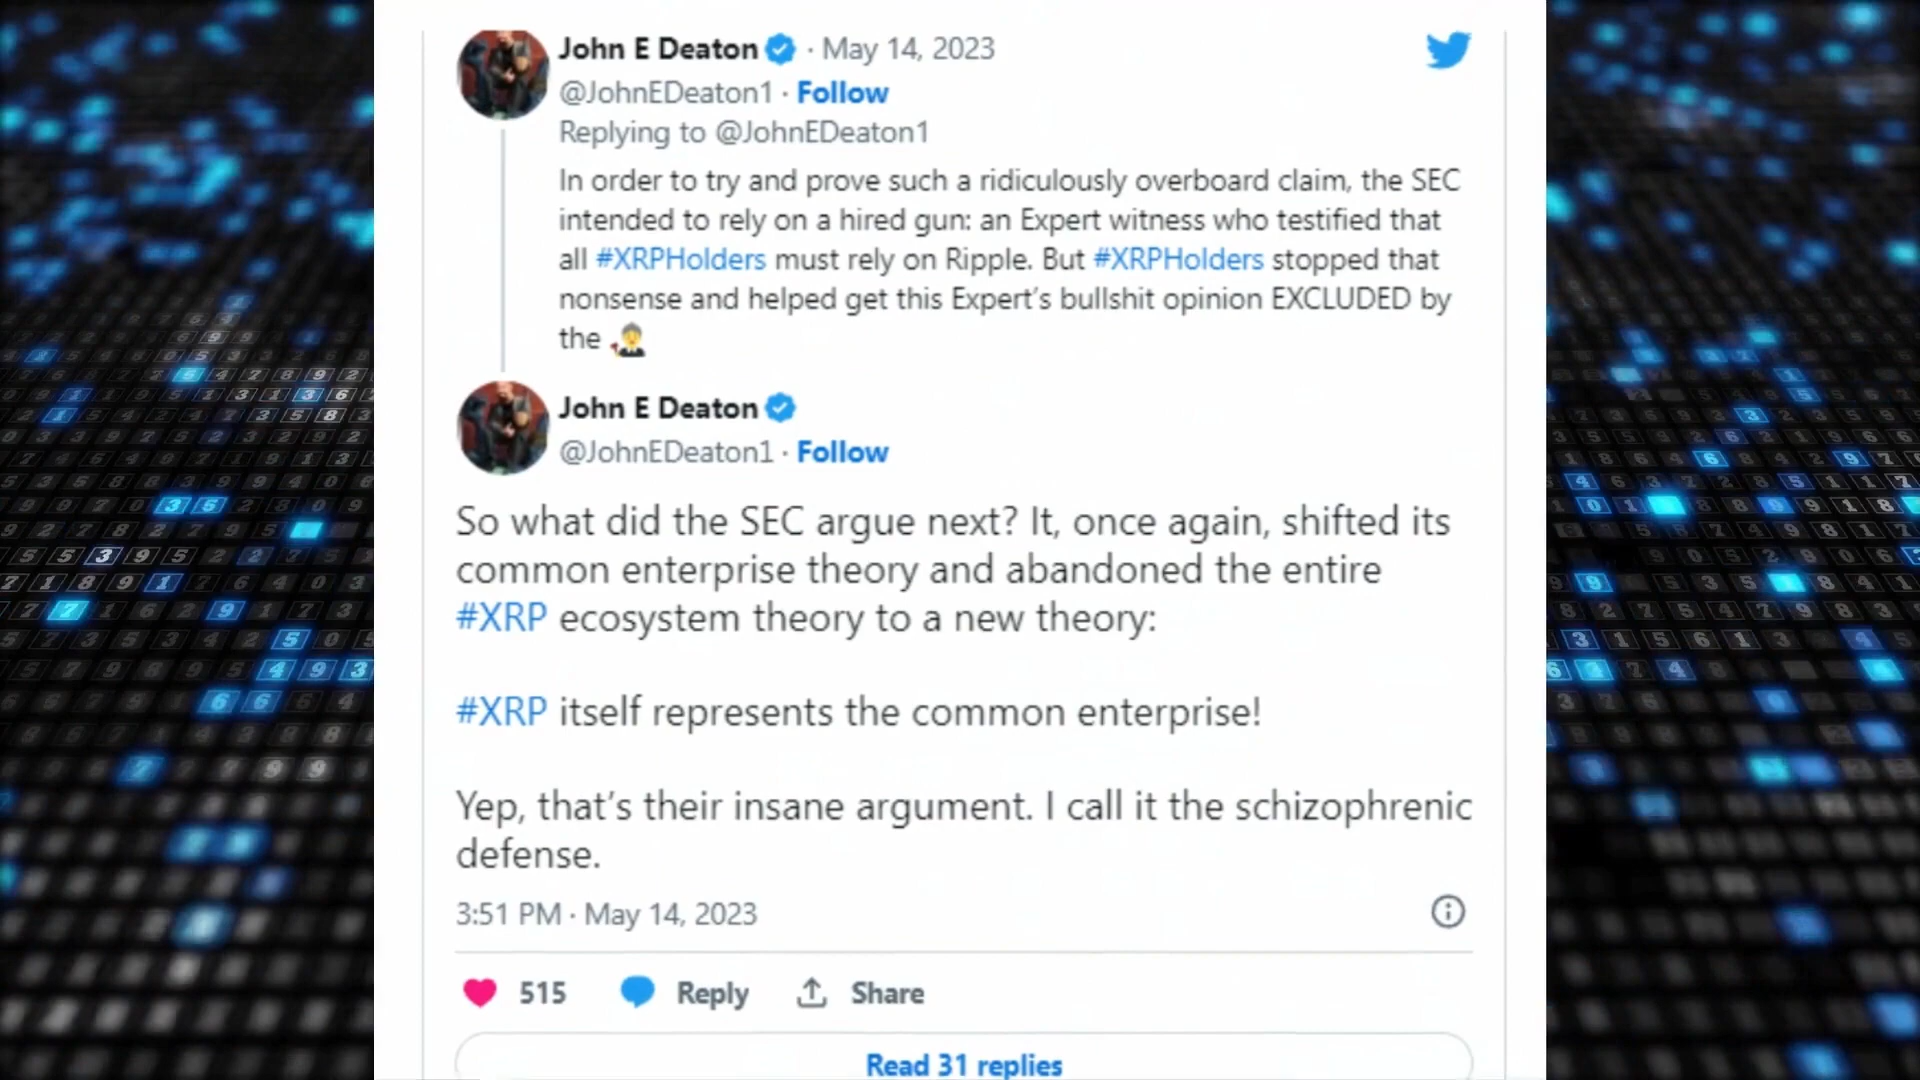 John E Deaton · May 14, 2023
@JohnEDeaton1 · Follow
Replying to @JohnEDeaton1
In order to try and prove such a ridiculously overboard claim, the SEC
intended to rely on a hired gun: an Expert witness who testified that
all #XRPHolders must rely on Ripple. But #XRPHolders stopped that
nonsense and helped get this Expert's bullshit opinion EXCLUDED by
the 
John E Deaton
@JohnEDeaton1 · Follow
So what did the SEC argue next? It, once again, shifted its
common enterprise theory and abandoned the entire
#XRP ecosystem theory to a new theory:
#XRP itself represents the common enterprise!
Yep, that's their insane argument. I call it the schizophrenic
defense.
3:51 PM · May 14, 2023
515 Reply Share
Read 31 replies